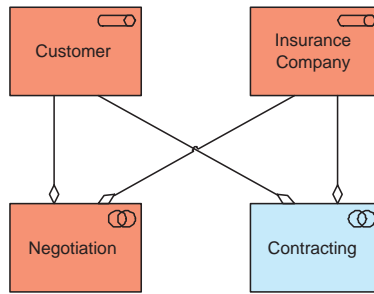 Customer
Insurance
Company
Negotiation
Contracting